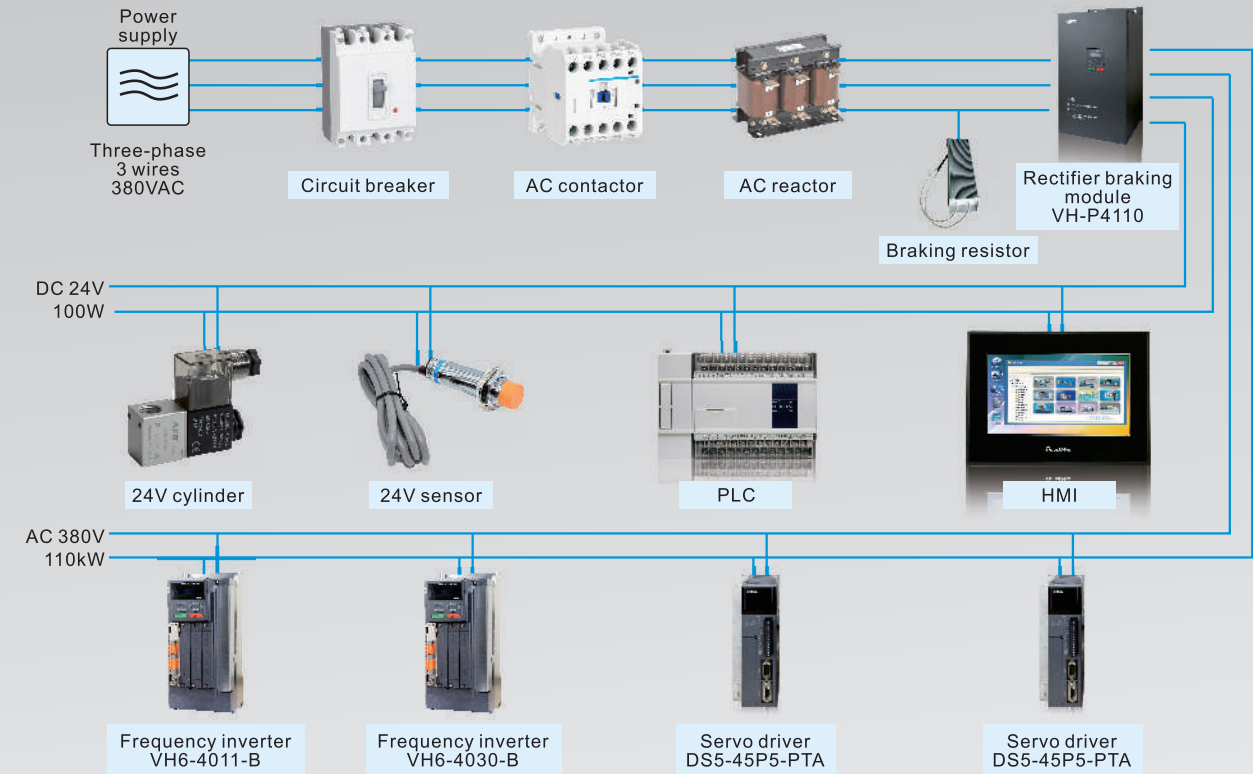 Power
supply
Three-phase
3 wires
380VAC
Circuit breaker
AC contactor
AC reactor
Braking resistor
Rectifier braking
module
VH-P4110
DC 24V
100W
24V cylinder
24V sensor
PLC
HMI
AC 380V
110kW
Frequency inverter
VH6-4011-B
Frequency inverter
VH6-4030-B
Servo driver
DS5-45P5-PTA
Servo driver
DS5-45P5-PTA